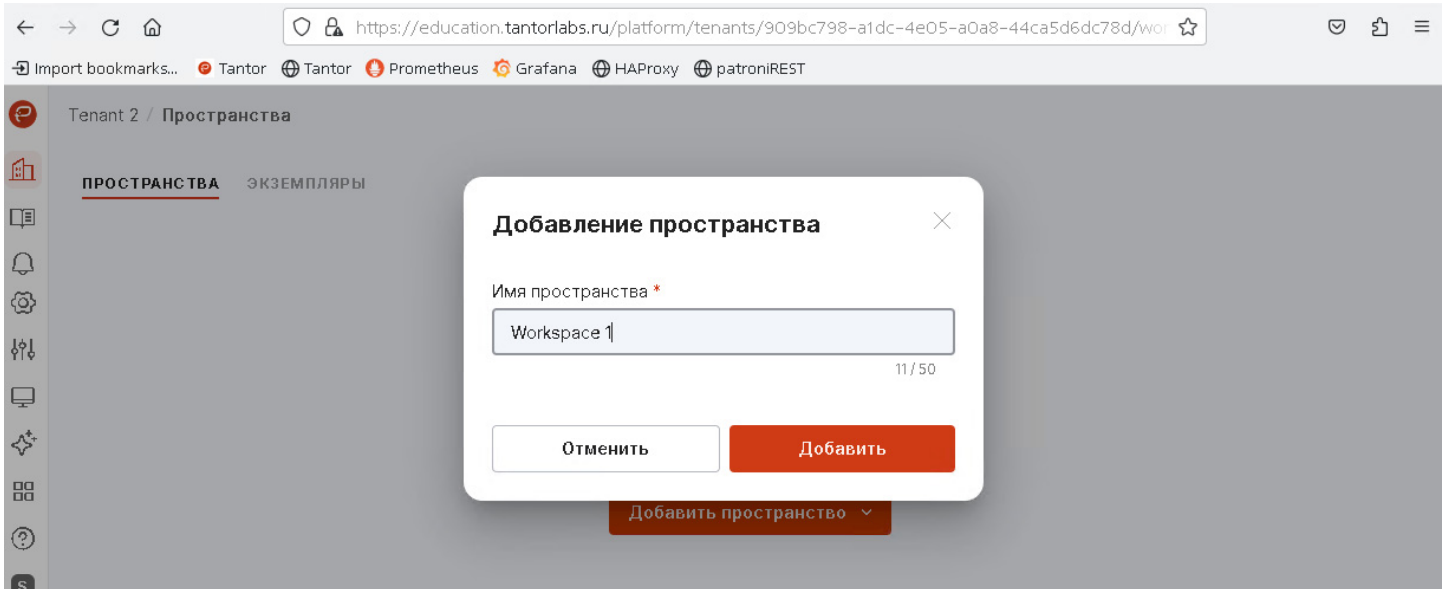 https://education.tantorlabs.ru/platform/tenants/909bc798-a1dc-4e05-a0a8-44ca5d6dc78d/wor
Import bookmarks... Tantor Tantor Prometheus Grafana HAProxy patroniREST
Tenant 2 / Пространства
ПРОСТРАНСТВА ЭКЗЕМПЛЯРЫ
Добавление пространства
Имя пространства *
Workspace 1
11 / 50
Отменить Добавить
Добавить пространство
S